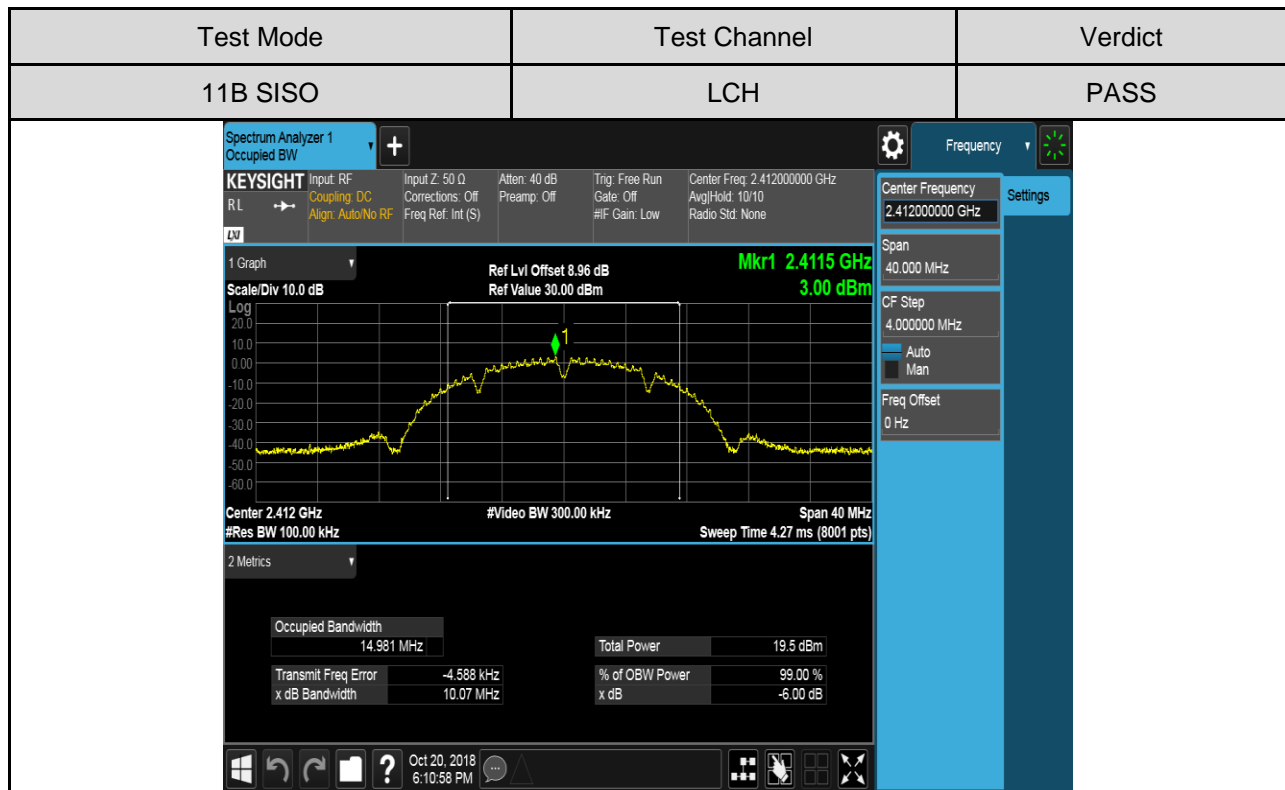 Test Mode Test Channel Verdict
11B SISO LCH PASS
Spectrum Analyzer 1
Occupied BW
+
Frequency
KEYSIGHT Input: RF Input Z: 50 Ω Atten: 40 dB Trig: Free Run Center Freq: 2.412000000 GHz
RL Coupling: DC Corrections: Off Preamp: Off Gate: Off Avg|Hold: 10/10
Align: Auto/No RF Freq Ref: Int (S) #IF Gain: Low Radio Std: None
LXI
Center Frequency
2.412000000 GHz
Settings
Span
40.000 MHz
CF Step
4.000000 MHz
Auto
Man
Freq Offset
0 Hz
1 Graph Ref Lvl Offset 8.96 dB Mkr1 2.4115 GHz
Scale/Div 10.0 dB Ref Value 30.00 dBm 3.00 dBm
Log
20.0
10.0
0.00
-10.0
-20.0
-30.0
-40.0
-50.0
-60.0
1
Center 2.412 GHz #Video BW 300.00 kHz Span 40 MHz
#Res BW 100.00 kHz Sweep Time 4.27 ms (8001 pts)
2 Metrics
Occupied Bandwidth
14.981 MHz Total Power 19.5 dBm
Transmit Freq Error -4.588 kHz % of OBW Power 99.00 %
x dB Bandwidth 10.07 MHz x dB -6.00 dB
? Oct 20, 2018
6:10:58 PM